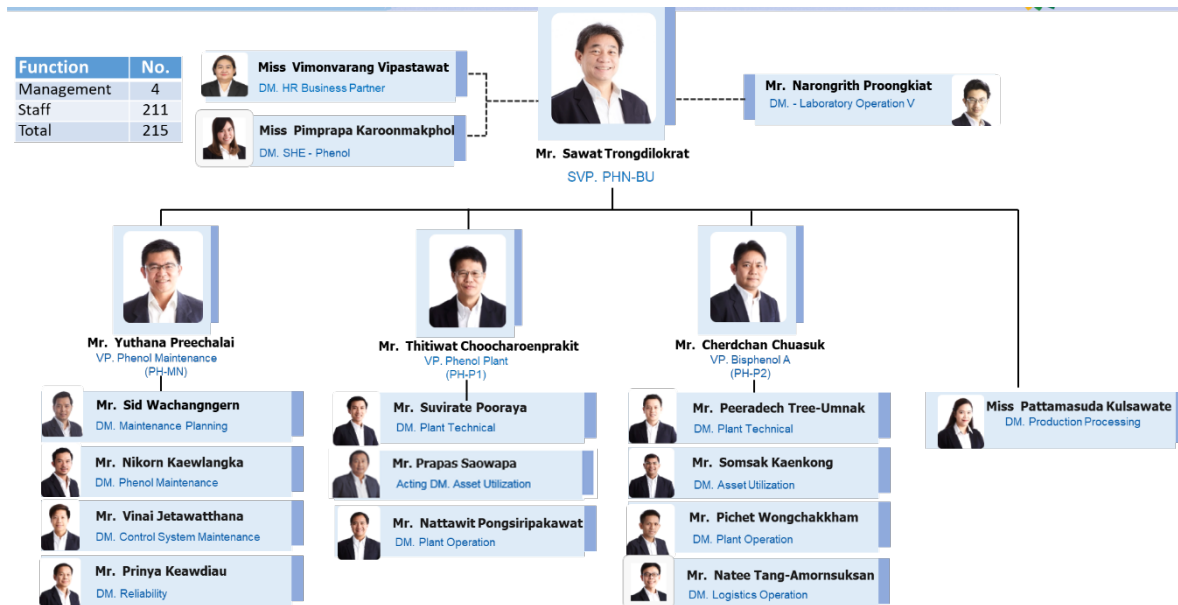 Function No.
Management 4
Staff 211
Total 215
Miss Vimonvarang Vipastawat
DM. HR Business Partner
Miss Pimprapa Karoonmakphol
DM. SHE - Phenol
Mr. Narongrith Proongkiat
DM. - Laboratory Operation V
Mr. Sawat Trongdilokrat
SVP. PHN-BU
Mr. Yuthana Preechalai
VP. Phenol Maintenance
(PH-MN)
Mr. Sid Wachangngern
DM. Maintenance Planning
Mr. Nikorn Kaewlangka
DM. Phenol Maintenance
Mr. Vinai Jetawatthana
DM. Control System Maintenance
Mr. Prinya Keawdiau
DM. Reliability
Mr. Thitiwat Choocharoenprakit
VP. Phenol Plant
(PH-P1)
Mr. Suvirate Pooraya
DM. Plant Technical
Mr. Prapas Saowapa
Acting DM. Asset Utilization
Mr. Nattawit Pongsiripakawat
DM. Plant Operation
Mr. Cherdchan Chuasuk
VP. Bisphenol A
(PH-P2)
Mr. Peeradech Tree-Umnak
DM. Plant Technical
Mr. Somsak Kaenkong
DM. Asset Utilization
Mr. Pichet Wongchakkham
DM. Plant Operation
Mr. Natee Tang-Amornsuksan
DM. Logistics Operation
Miss Pattamasuda Kulsawate
DM. Production Processing